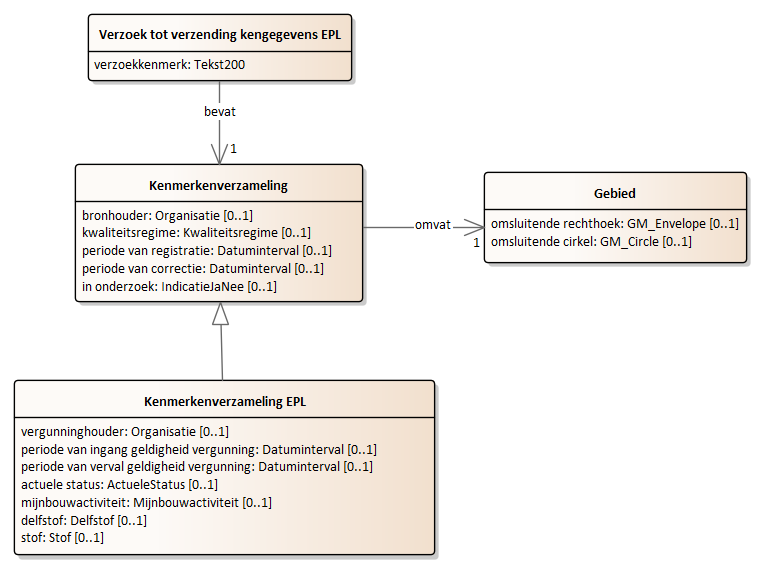 Verzoek tot verzending kengegevens EPL
verzoekkenmerk: Tekst200
bevat
1
Kenmerkenverzameling
bronhouder: Organisatie [0..1]
kwaliteitsregime: Kwaliteitsregime [0..1]
periode van registratie: Datuminterval [0..1]
periode van correctie: Datuminterval [0..1]
in onderzoek: IndicatieJaNee [0..1]
omvat
1
Gebied
omsluitende rechthoek: GM_Envelope [0..1]
omsluitende cirkel: GM_Circle [0..1]
Kenmerkenverzameling EPL
vergunninghouder: Organisatie [0..1]
periode van ingang geldigheid vergunning: Datuminterval [0..1]
periode van verval geldigheid vergunning: Datuminterval [0..1]
actuele status: ActueleStatus [0..1]
mijnbouwactiviteit: Mijnbouwactiviteit [0..1]
delfstof: Delfstof [0..1]
stof: Stof [0..1]